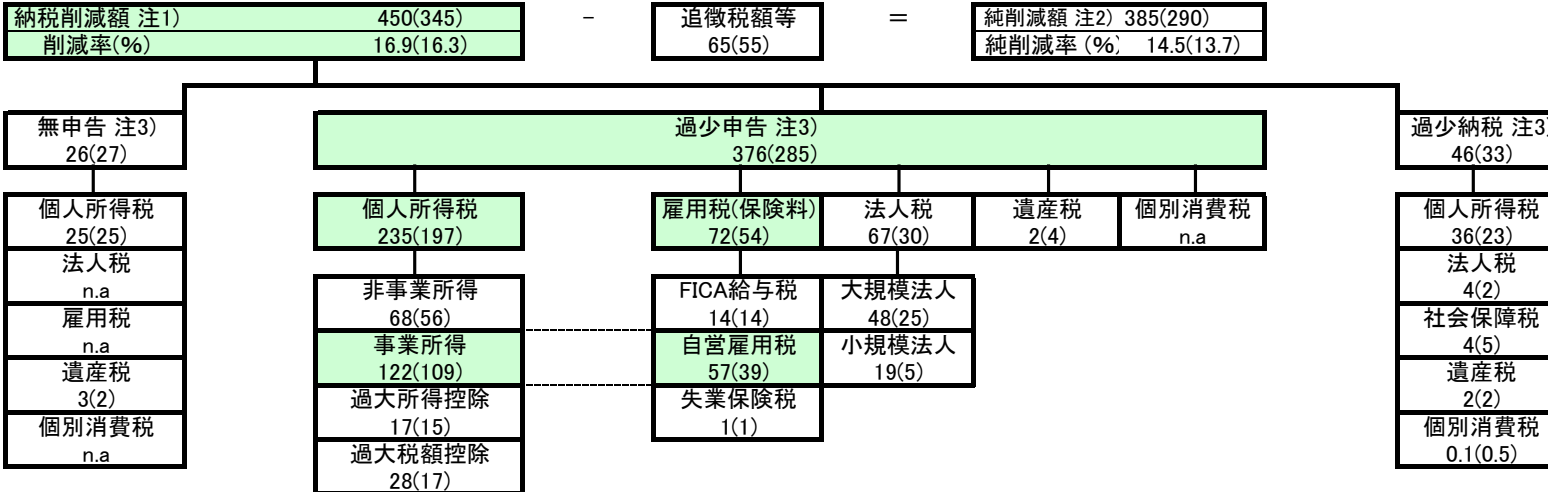 納税削減額 注1) 450(345) - 追徴税額等 = 純削減額 注2) 385(290)
削減率(%) 16.9(16.3) 65(55) 純削減率 (%) 14.5(13.7)
無申告 注3) 過少申告 注3) 過少納税 注3)
26(27) 376(285) 46(33)
個人所得税 個人所得税 雇用税(保険料) 法人税 遺産税 個別消費税 個人所得税
25(25) 235(197) 72(54) 67(30) 2(4) n.a 36(23)
法人税 法人税
n.a 4(2)
非事業所得 FICA給与税 大規模法人
68(56) 14(14) 48(25)
雇用税 社会保障税
n.a 4(5)
事業所得 自営雇用税 小規模法人
122(109) 57(39) 19(5)
遺産税 遺産税
3(2) 2(2)
過大所得控除 失業保険税
17(15) 1(1)
個別消費税 個別消費税
n.a 0.1(0.5)
過大税額控除
28(17)